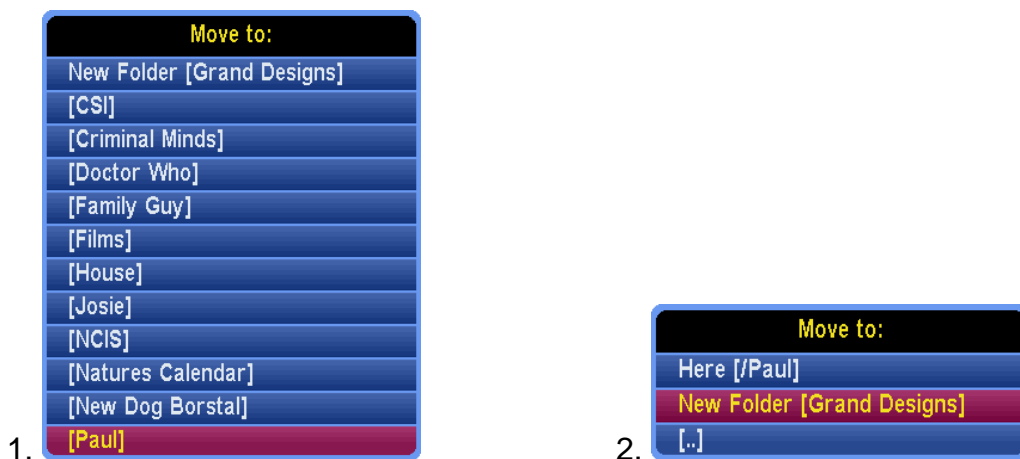 Move to:
New Folder [Grand Designs]
[CSI]
[Criminal Minds]
[Doctor Who]
[Family Guy]
[Films]
[House]
[Josie]
[NCIS]
[Natures Calendar]
[New Dog Borstal]
1. [Paul]
Move to:
Here [/Paul]
New Folder [Grand Designs]
2. [..]